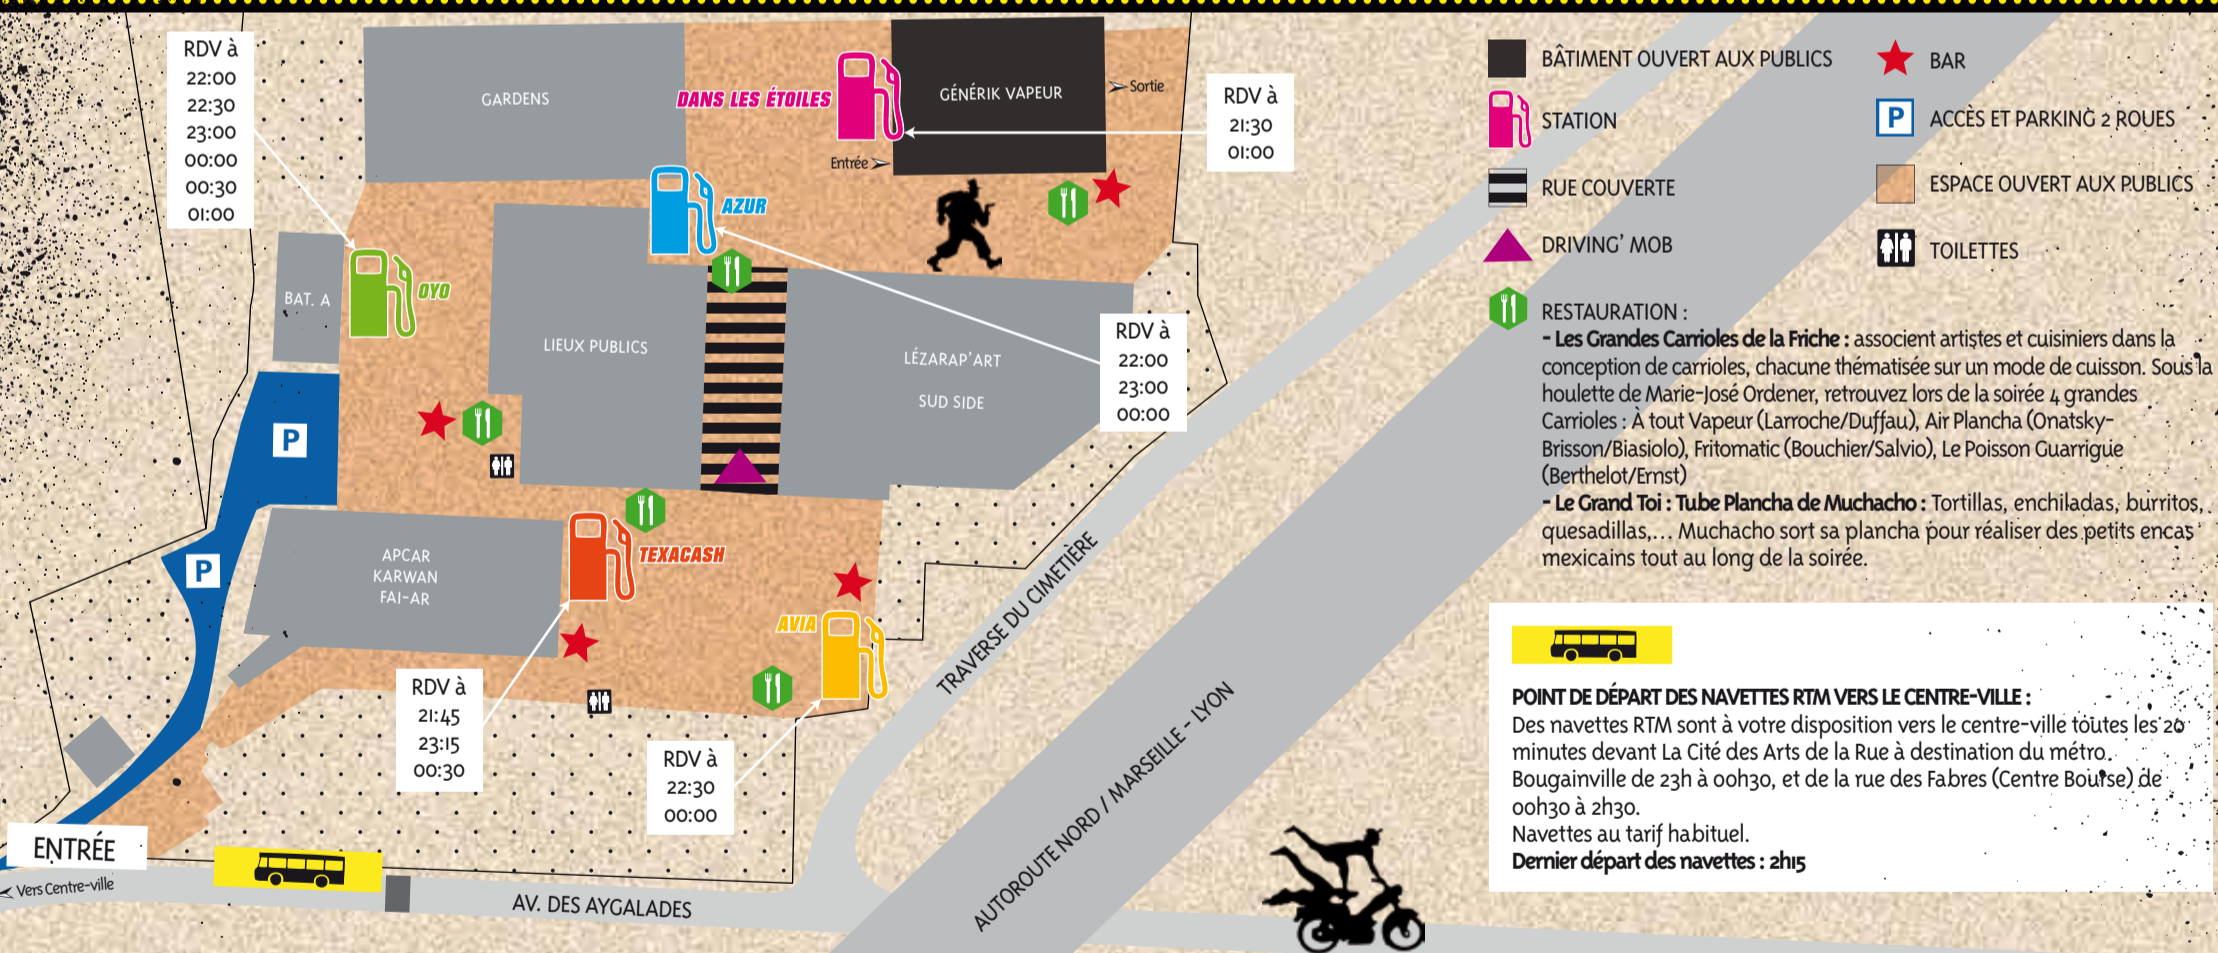 RDV à
22:00
22:30
23:00
00:00
00:30
01:00
GARDENS
DANS LES ÉTOILES
GÉNÉRIK VAPEUR
Sortie
Entrée
RDV à
21:30
01:00
AZUR
OYO
BAT. A
LIEUX PUBLICS
LÉZARAP'ART
SUD SIDE
RDV à
22:00
23:00
00:00
P
P
APCAR
KARWAN
FAI-AR
TEXACASH
AVIA
RDV à
21:45
23:15
00:30
RDV à
22:30
00:00
ENTRÉE
Vers Centre-ville
AV. DES AYGALADES
TRAVERSE DU CIMETIÈRE
AUTOROUTE NORD / MARSEILLE - LYON
BÂTIMENT OUVERT AUX PUBLICS
STATION
RUE COUVERTE
DRIVING' MOB
BAR
P
ACCÈS ET PARKING 2 ROUES
ESPACE OUVERT AUX PUBLICS
TOILETTES
RESTAURATION :
- Les Grandes Carrioles de la Friche : associent artistes et cuisiniers dans la
conception de carrioles, chacune thématisée sur un mode de cuisson. Sous la
houlette de Marie-José Ordener, retrouvez lors de la soirée 4 grandes
Carrioles : À tout Vapeur (Larroche/Duffau), Air Plancha (Onatsky-
Brisson/Biasiolo), Fritomatic (Bouchier/Salvio), Le Poisson Guarrigue
(Berthelot/Ernst)
- Le Grand Toi : Tube Plancha de Muchacho : Tortillas, enchiladas, burritos,
quesadillas,... Muchacho sort sa plancha pour réaliser des petits encas
mexicains tout au long de la soirée.
POINT DE DÉPART DES NAVETTES RTM VERS LE CENTRE-VILLE :
Des navettes RTM sont à votre disposition vers le centre-ville toutes les 20
minutes devant La Cité des Arts de la Rue à destination du métro
Bougainville de 23h à 00h30, et de la rue des Fabres (Centre Bourse) de
00h30 à 2h30.
Navettes au tarif habituel.
Dernier départ des navettes : 2h15